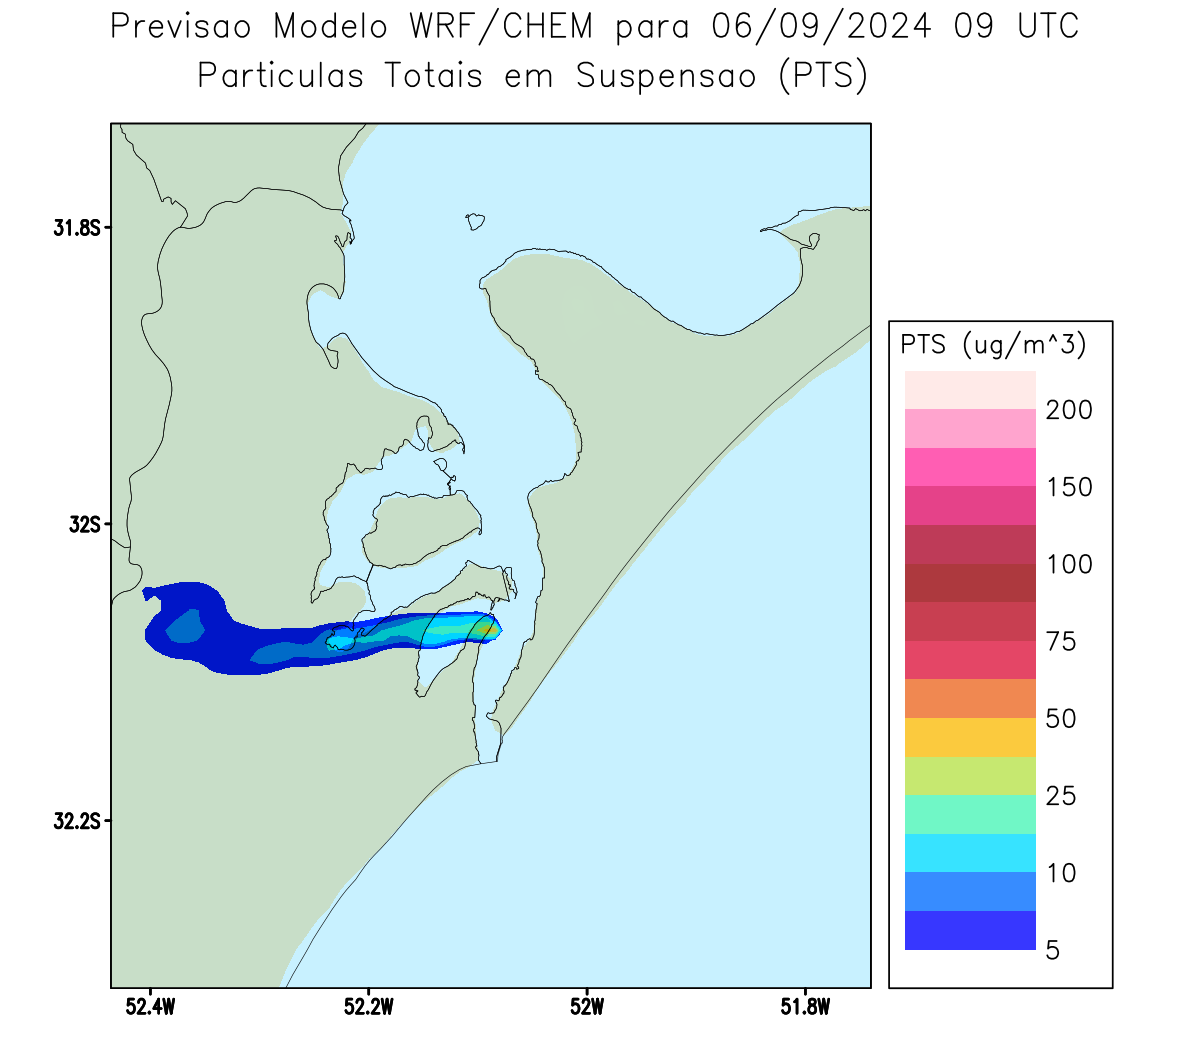 Previsao Modelo WRF/CHEM para 06/09/2024 09 UTC
Particulas Totais em Suspensao (PTS)
31.8S
32S
32.2S
52.4W
52.2W
52W
51.8W
PTS (ug/m^3)
200
150
100
75
50
25
10
5